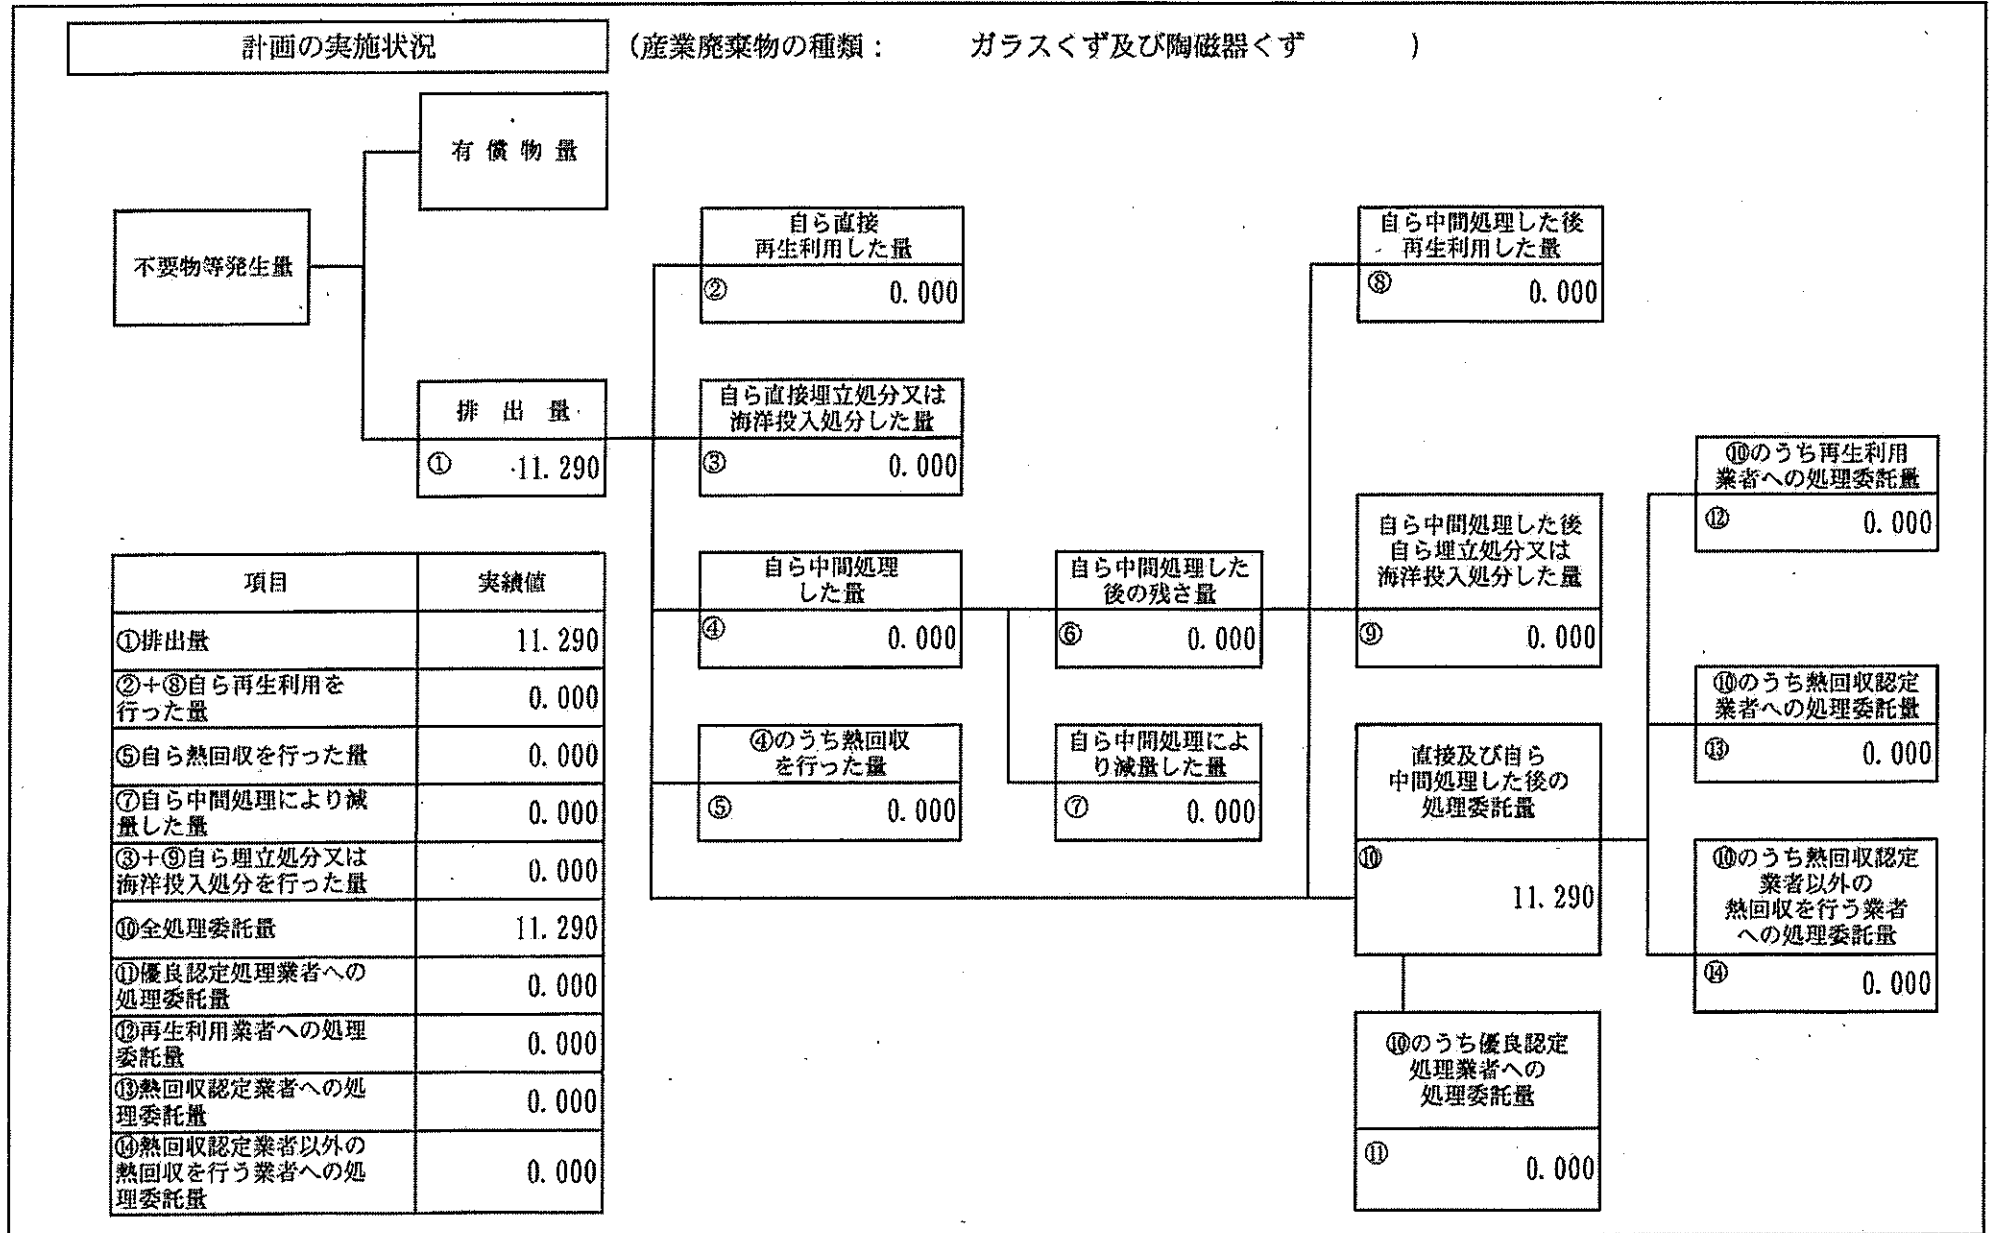 計画の実施状況
(産業廃棄物の種類： ガラスくず及び陶磁器くず )
有償物量
不要物等発生量
自ら直接
再生利用した量
② 0.000
自ら中間処理した後
再生利用した量
⑧ 0.000
排出量
① 11.290
自ら直接埋立処分又は
海洋投入処分した量
③ 0.000
⑩のうち再生利用
業者への処理委託量
⑫ 0.000
自ら中間処理した後
自ら埋立処分又は
海洋投入処分した量
⑨ 0.000
自ら中間処理
した量
④ 0.000
自ら中間処理した
後の残さ量
⑥ 0.000
⑩のうち熱回収認定
業者への処理委託量
⑬ 0.000
④のうち熱回収
を行った量
⑤ 0.000
自ら中間処理によ
り減量した量
⑦ 0.000
直接及び自ら
中間処理した後の
処理委託量
⑩
11.290
⑩のうち熱回収認定
業者以外の
熱回収を行う業者
への処理委託量
⑭ 0.000
⑩のうち優良認定
処理業者への
処理委託量
⑪ 0.000
項目 実績値
①排出量 11.290
②+⑧自ら再生利用を
行った量 0.000
⑤自ら熱回収を行った量 0.000
⑦自ら中間処理により減
量した量 0.000
③+⑨自ら埋立処分又は
海洋投入処分を行った量 0.000
⑩全処理委託量 11.290
⑪優良認定処理業者への
処理委託量 0.000
⑫再生利用業者への処理
委託量 0.000
⑬熱回収認定業者への処
理委託量 0.000
⑭熱回収認定業者以外の
熱回収を行う業者への処
理委託量 0.000